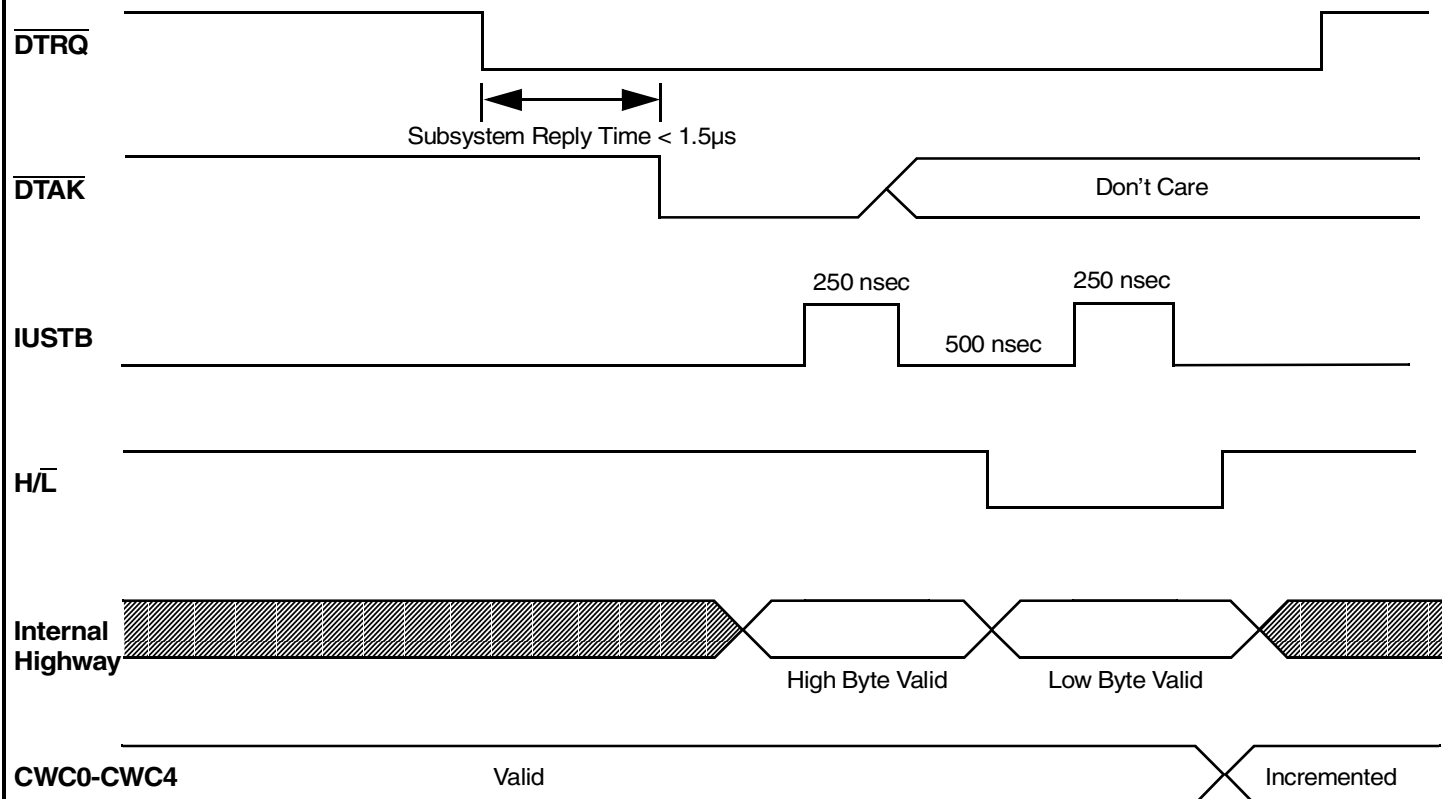 DTRQ
Subsystem Reply Time < 1.5μs
DTAK
Don't Care
250 nsec
250 nsec
IUSTB
500 nsec
H/L
Internal
Highway
High Byte Valid
Low Byte Valid
CWC0-CWC4
Valid
Incremented